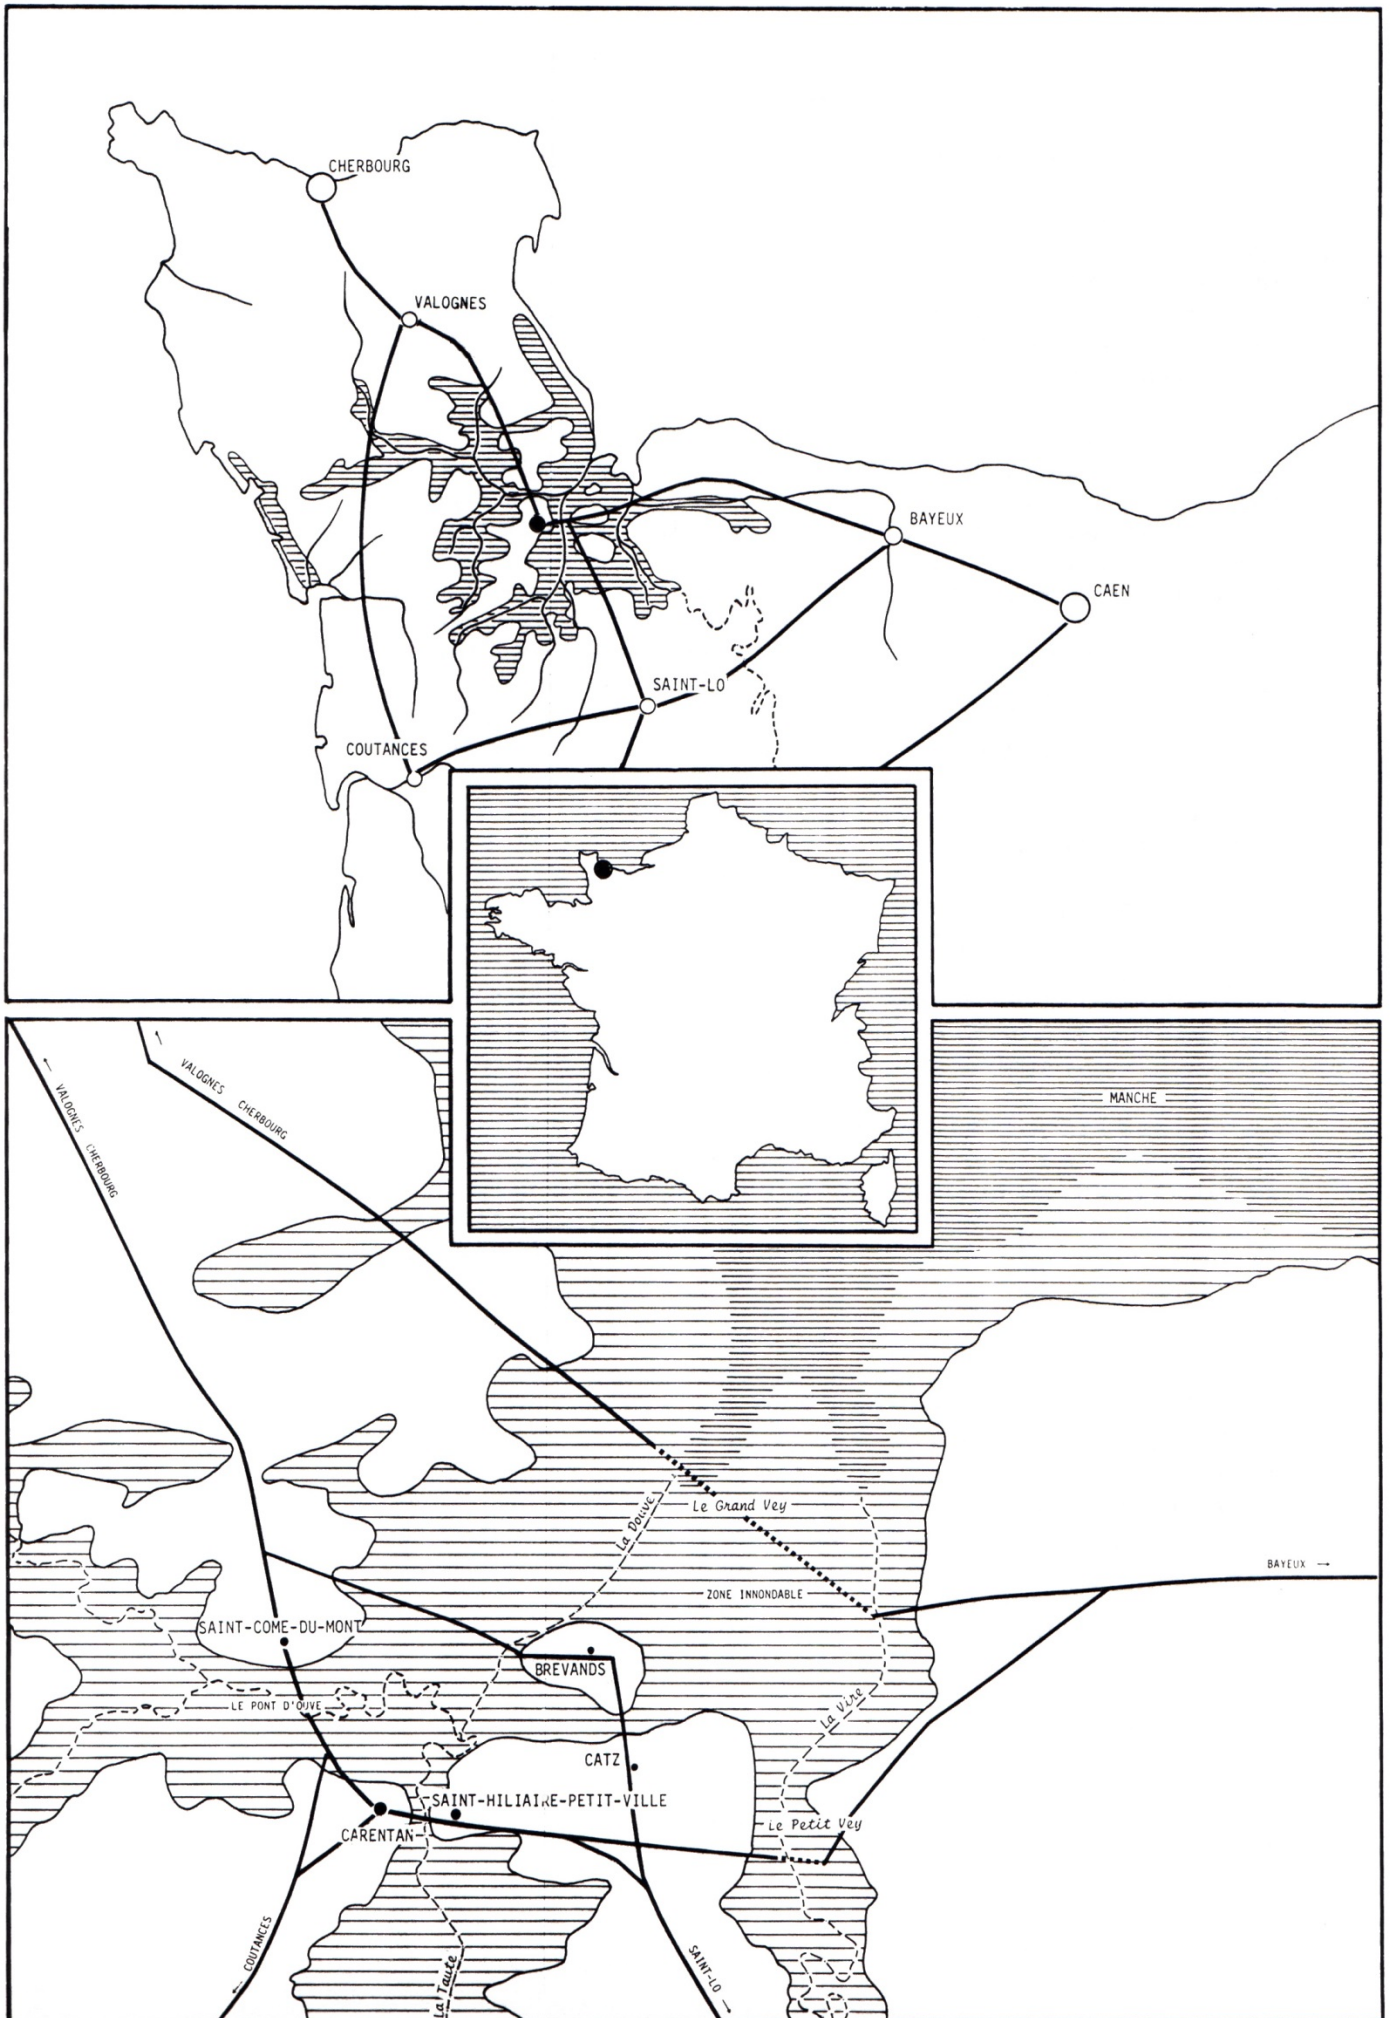 CHERBOURG
VALOGNES
BAYEUX
CAEN
SAINT-LO
COUTANCES
VALOGNES CHERBOURG
VALOGNES CHERBOURG
MANCHE
La Douve
Le Grand Vey
BAYEUX →
ZONE INNONDABLE
SAINT-COME-DU-MONT
BREVANDS
LE PONT D'OUVE
La Vire
CATZ
SAINT-HILIAIRE-PETIT-VILLE
Le Petit Vey
CARENTAN
COUTANCES
SAINT-LO
La Taute